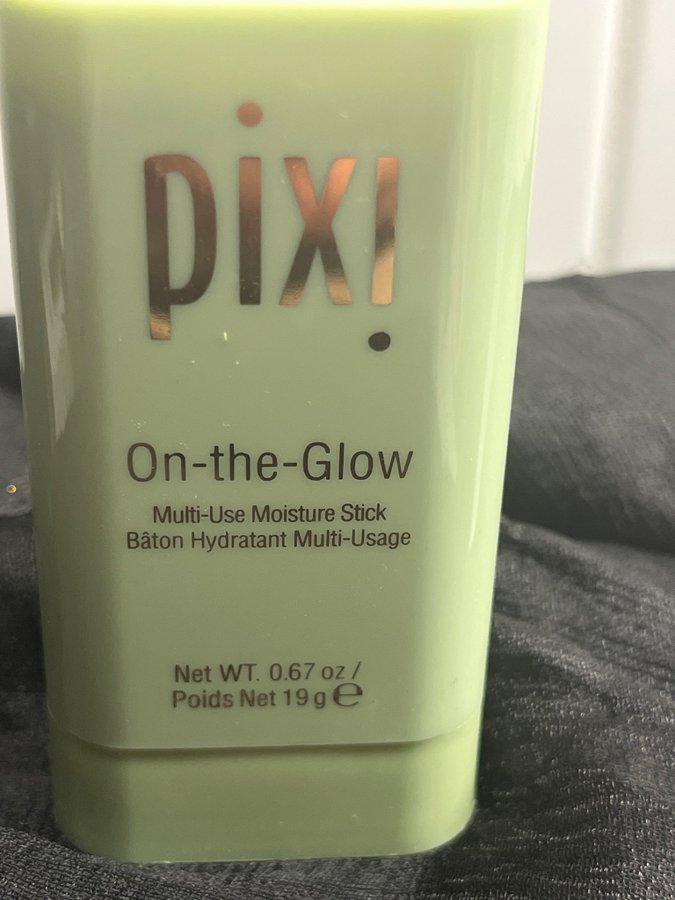 pixi
On-the-Glow
Multi-Use Moisture Stick
Bâton Hydratant Multi-Usage
Net WT. 0.67 oz /
Poids Net 19 g ℮